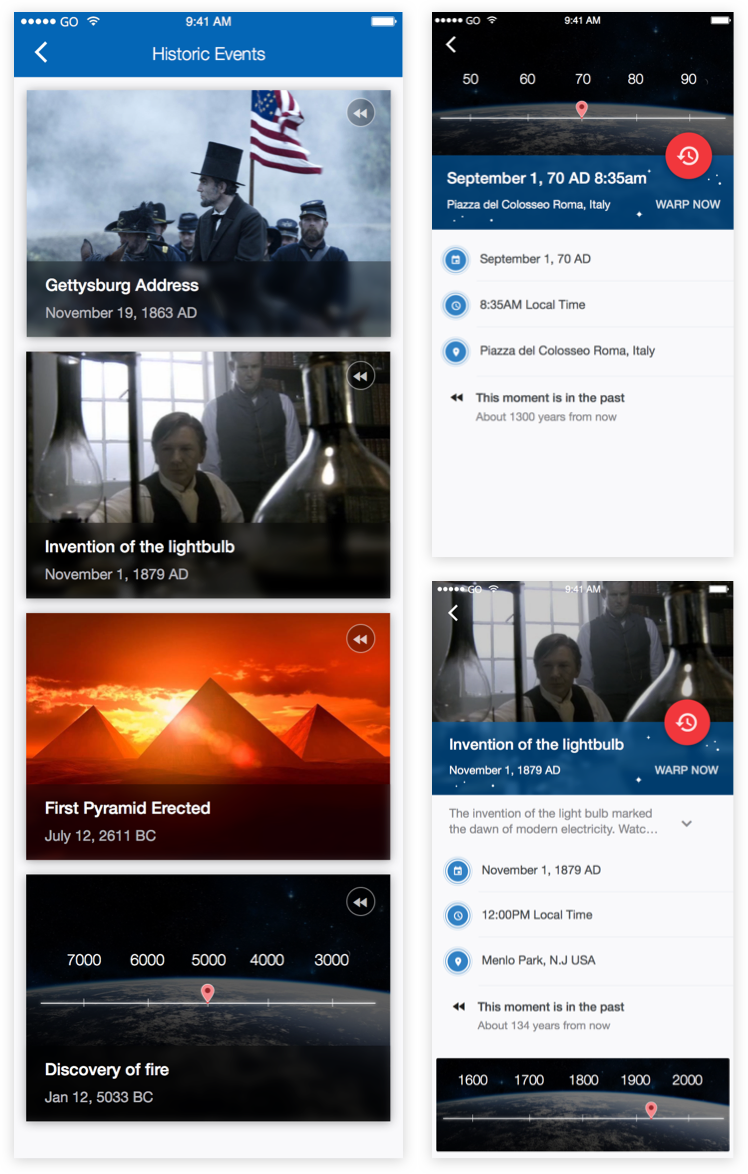 GO 9:41 AM
Historic Events
Gettysburg Address
November 19, 1863 AD
Invention of the lightbulb
November 1, 1879 AD
First Pyramid Erected
July 12, 2611 BC
7000 6000 5000 4000 3000
Discovery of fire
Jan 12, 5033 BC
GO 9:41 AM
50 60 70 80 90
September 1, 70 AD 8:35am
Piazza del Colosseo Roma, Italy WARP NOW
September 1, 70 AD
8:35AM Local Time
Piazza del Colosseo Roma, Italy
This moment is in the past
About 1300 years from now
GO 9:41 AM
Invention of the lightbulb
November 1, 1879 AD WARP NOW
The invention of the light bulb marked
the dawn of modern electricity. Watc...
November 1, 1879 AD
12:00PM Local Time
Menlo Park, N.J USA
This moment is in the past
About 134 years from now
1600 1700 1800 1900 2000